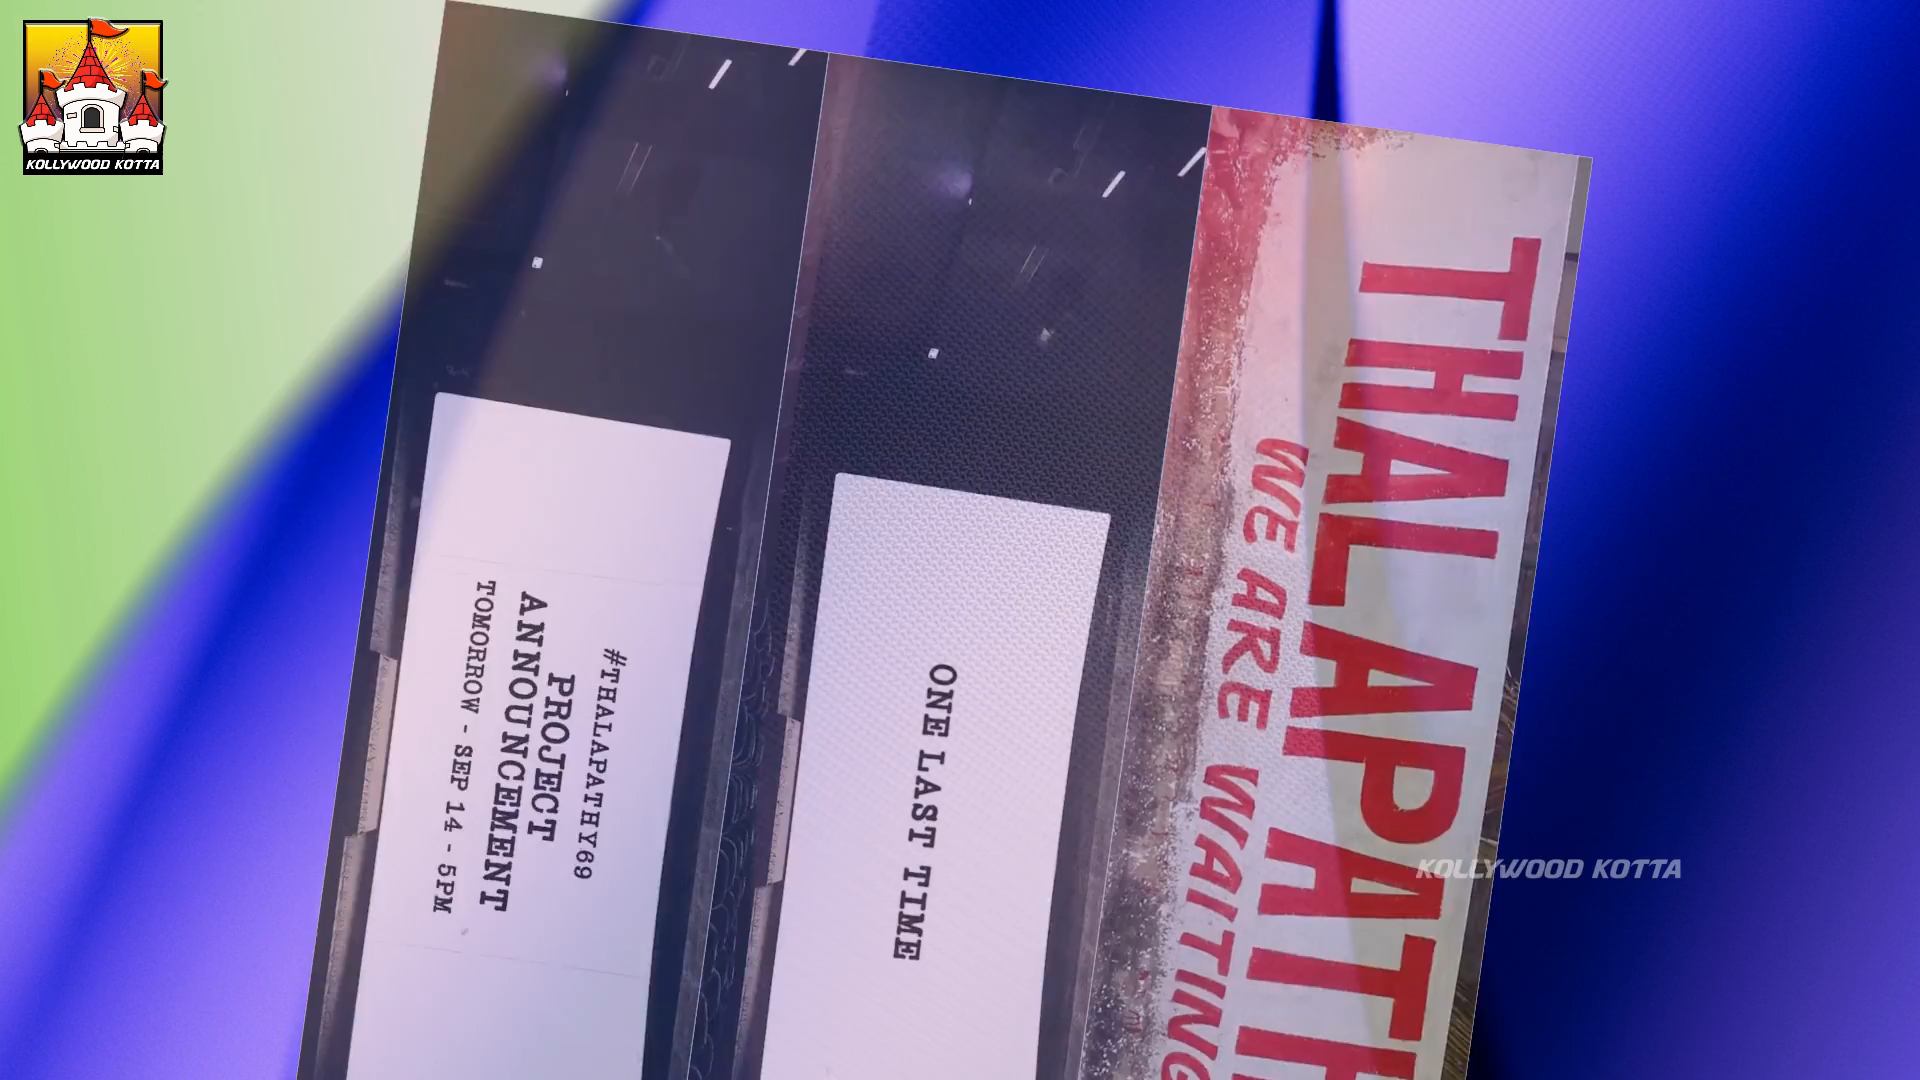 KOLLYWOOD KOTTA
#THALAPATHY69
PROJECT
ANNOUNCEMENT
TOMORROW - SEP 14 - 5PM
ONE LAST TIME
THALAPATH
WE ARE WAITING
KOLLYWOOD KOTTA